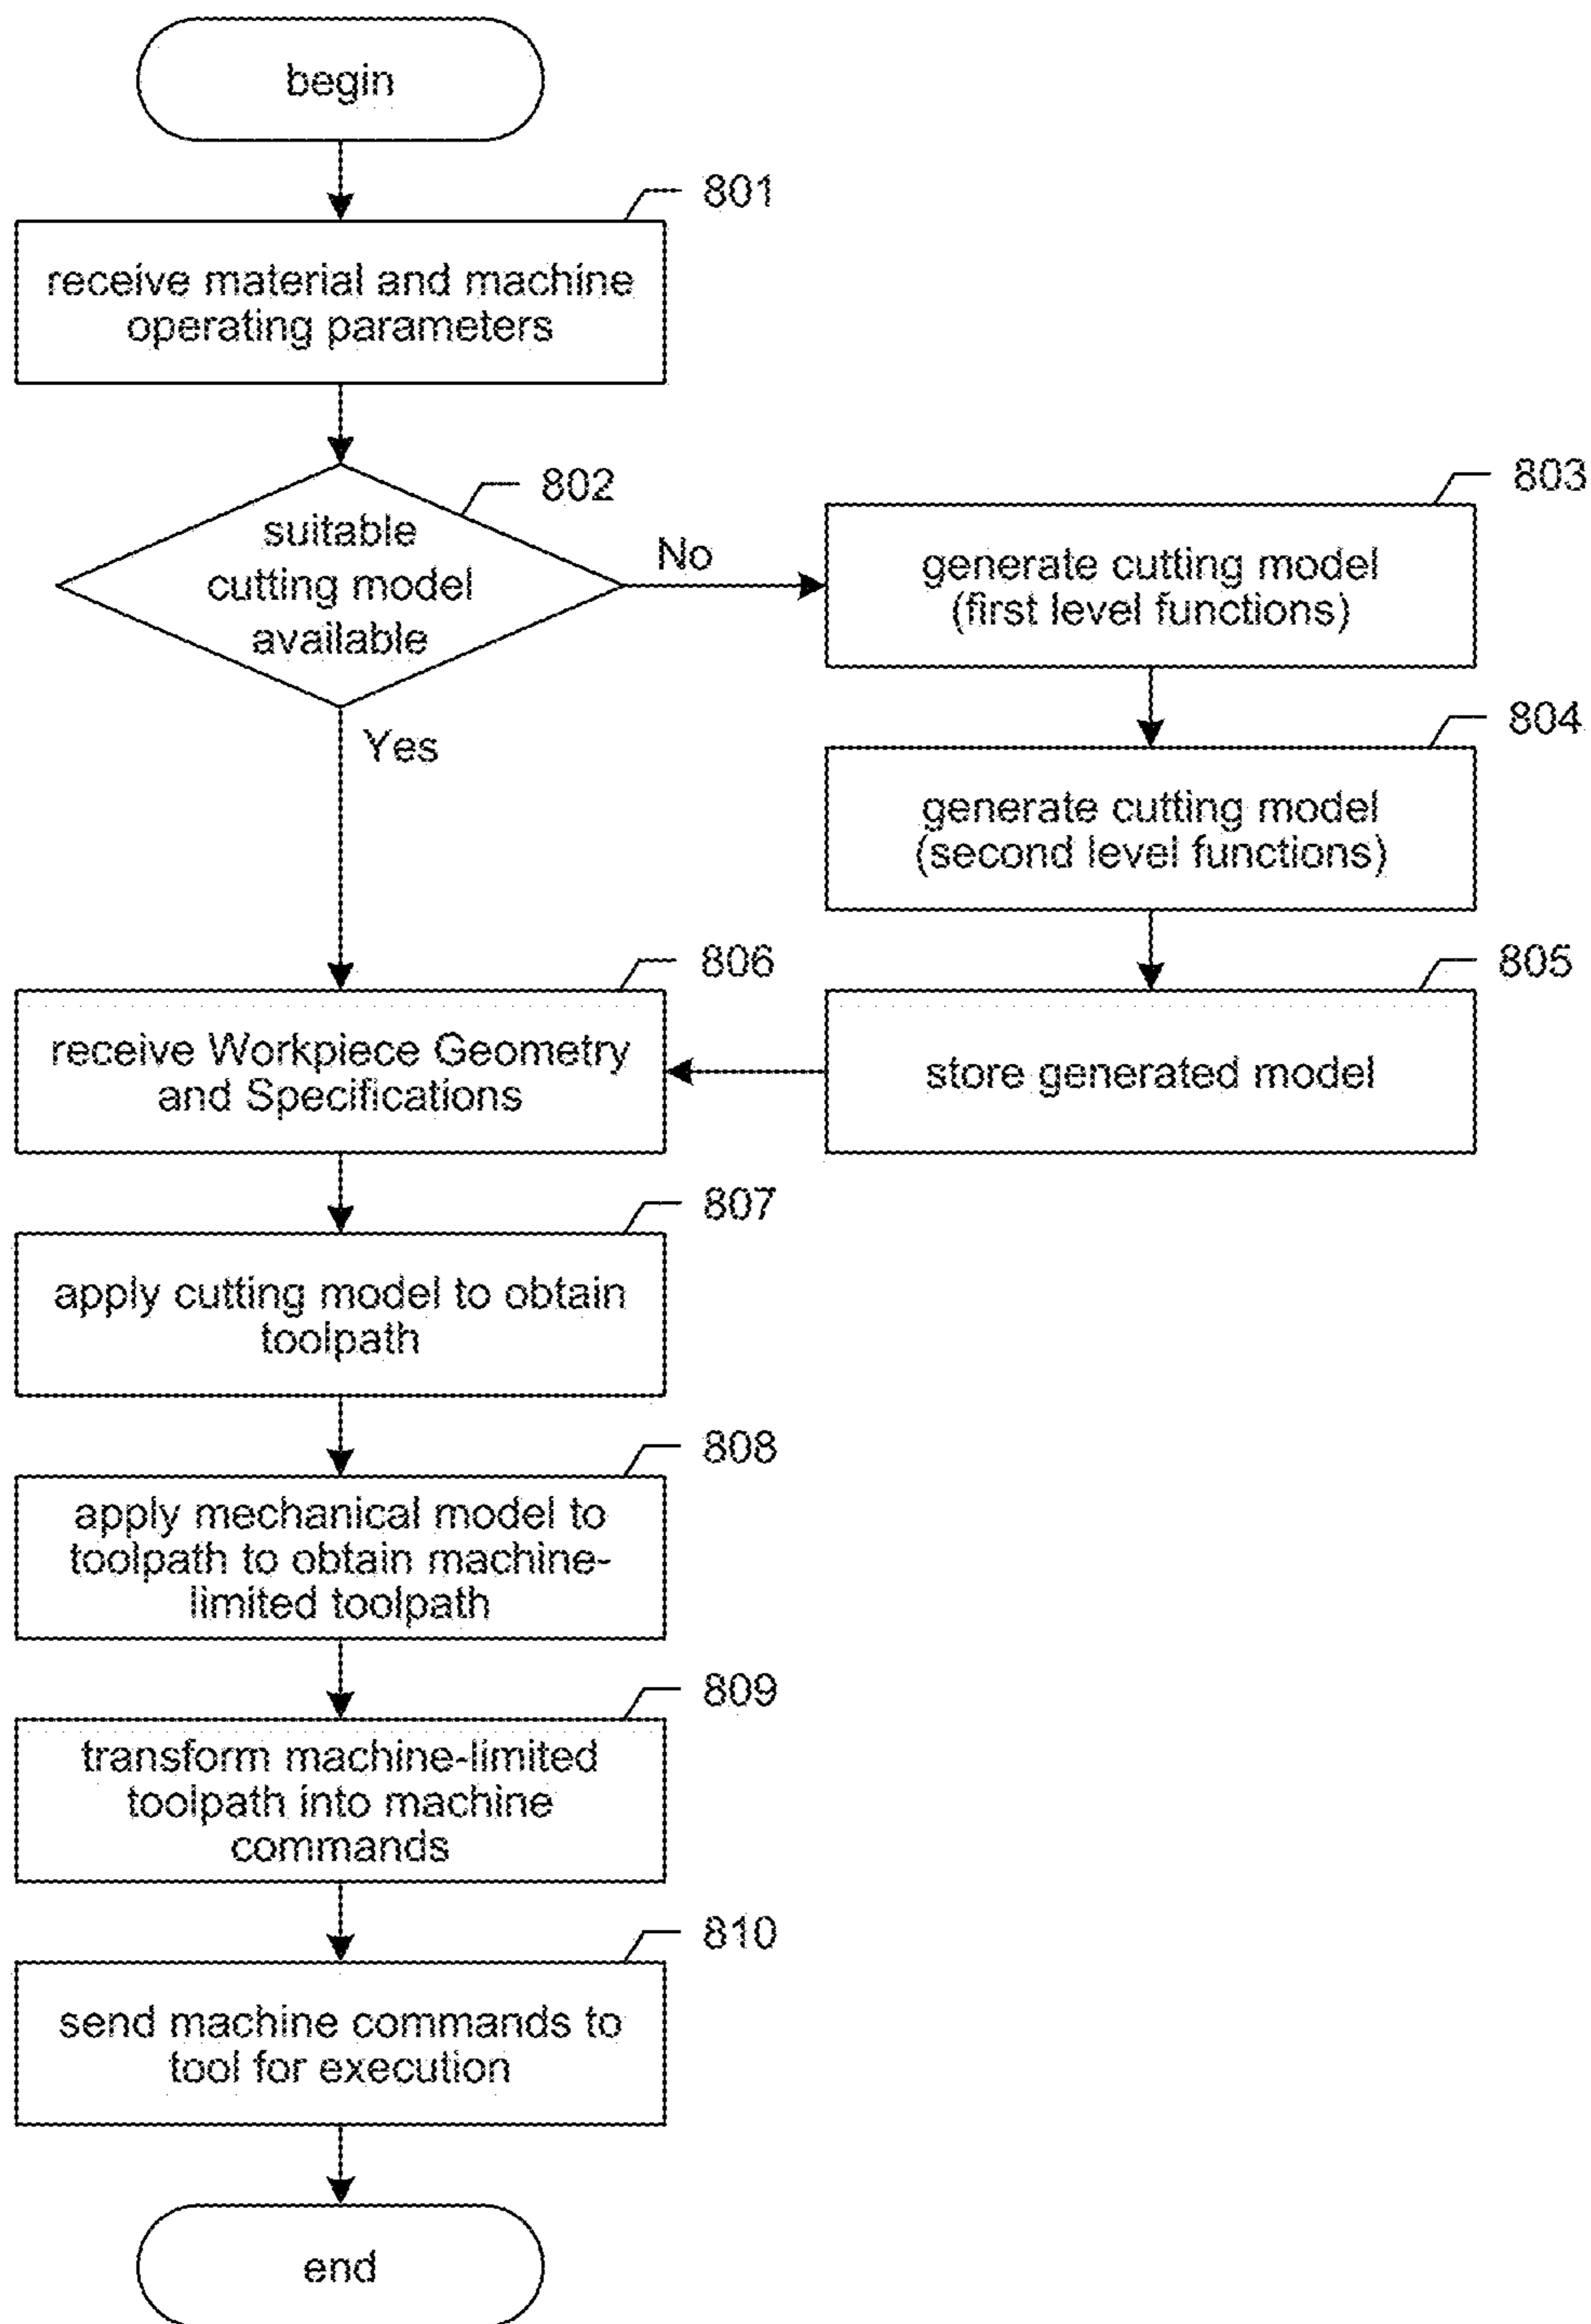 begin
801
receive material and machine
operating parameters
802
suitable
cutting model
available
No
Yes
803
generate cutting model
(first level functions)
804
generate cutting model
(second level functions)
805
store generated model
806
receive Workpiece Geometry
and Specifications
807
apply cutting model to obtain
toolpath
808
apply mechanical model to
toolpath to obtain machine-
limited toolpath
809
transform machine-limited
toolpath into machine
commands
810
send machine commands to
tool for execution
end